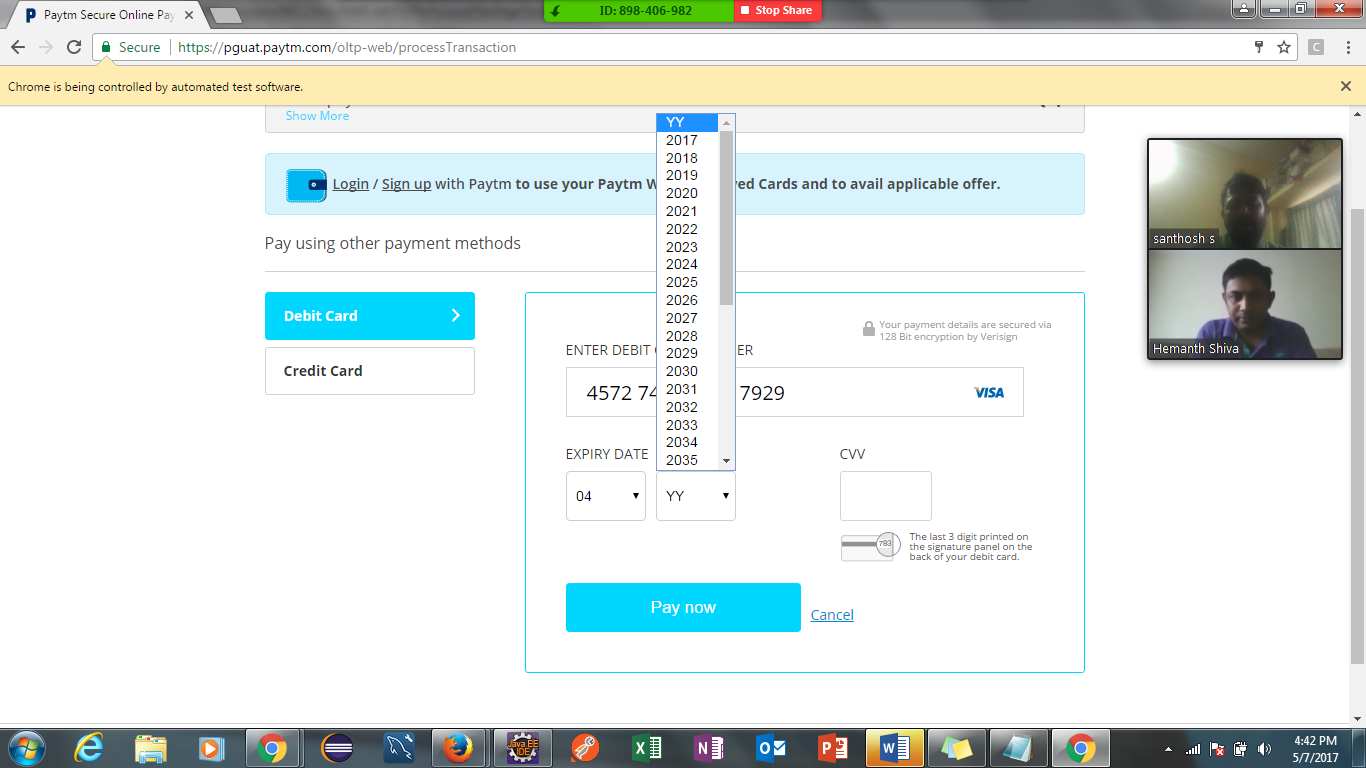 Paytm Secure Online Pay
ID: 898-406-982
Stop Share
Secure
https://pguat.paytm.com/oltp-web/processTransaction
C
Chrome is being controlled by automated test software.
Show More
Login / Sign up with Paytm to use your Paytm W
ved Cards and to avail applicable offer.
Pay using other payment methods
Debit Card
Credit Card
YY
2017
2018
2019
2020
2021
2022
2023
2024
2025
2026
2027
2028
2029
2030
2031
2032
2033
2034
2035
Your payment details are secured via
128 Bit encryption by Verisign
ENTER DEBIT
ER
4572 74
7929
VISA
EXPIRY DATE
CVV
04
YY
783
The last 3 digit printed on
the signature panel on the
back of your debit card.
Pay now
Cancel
santhosh s
Hemanth Shiva
Java EE
IDE
4:42 PM
5/7/2017